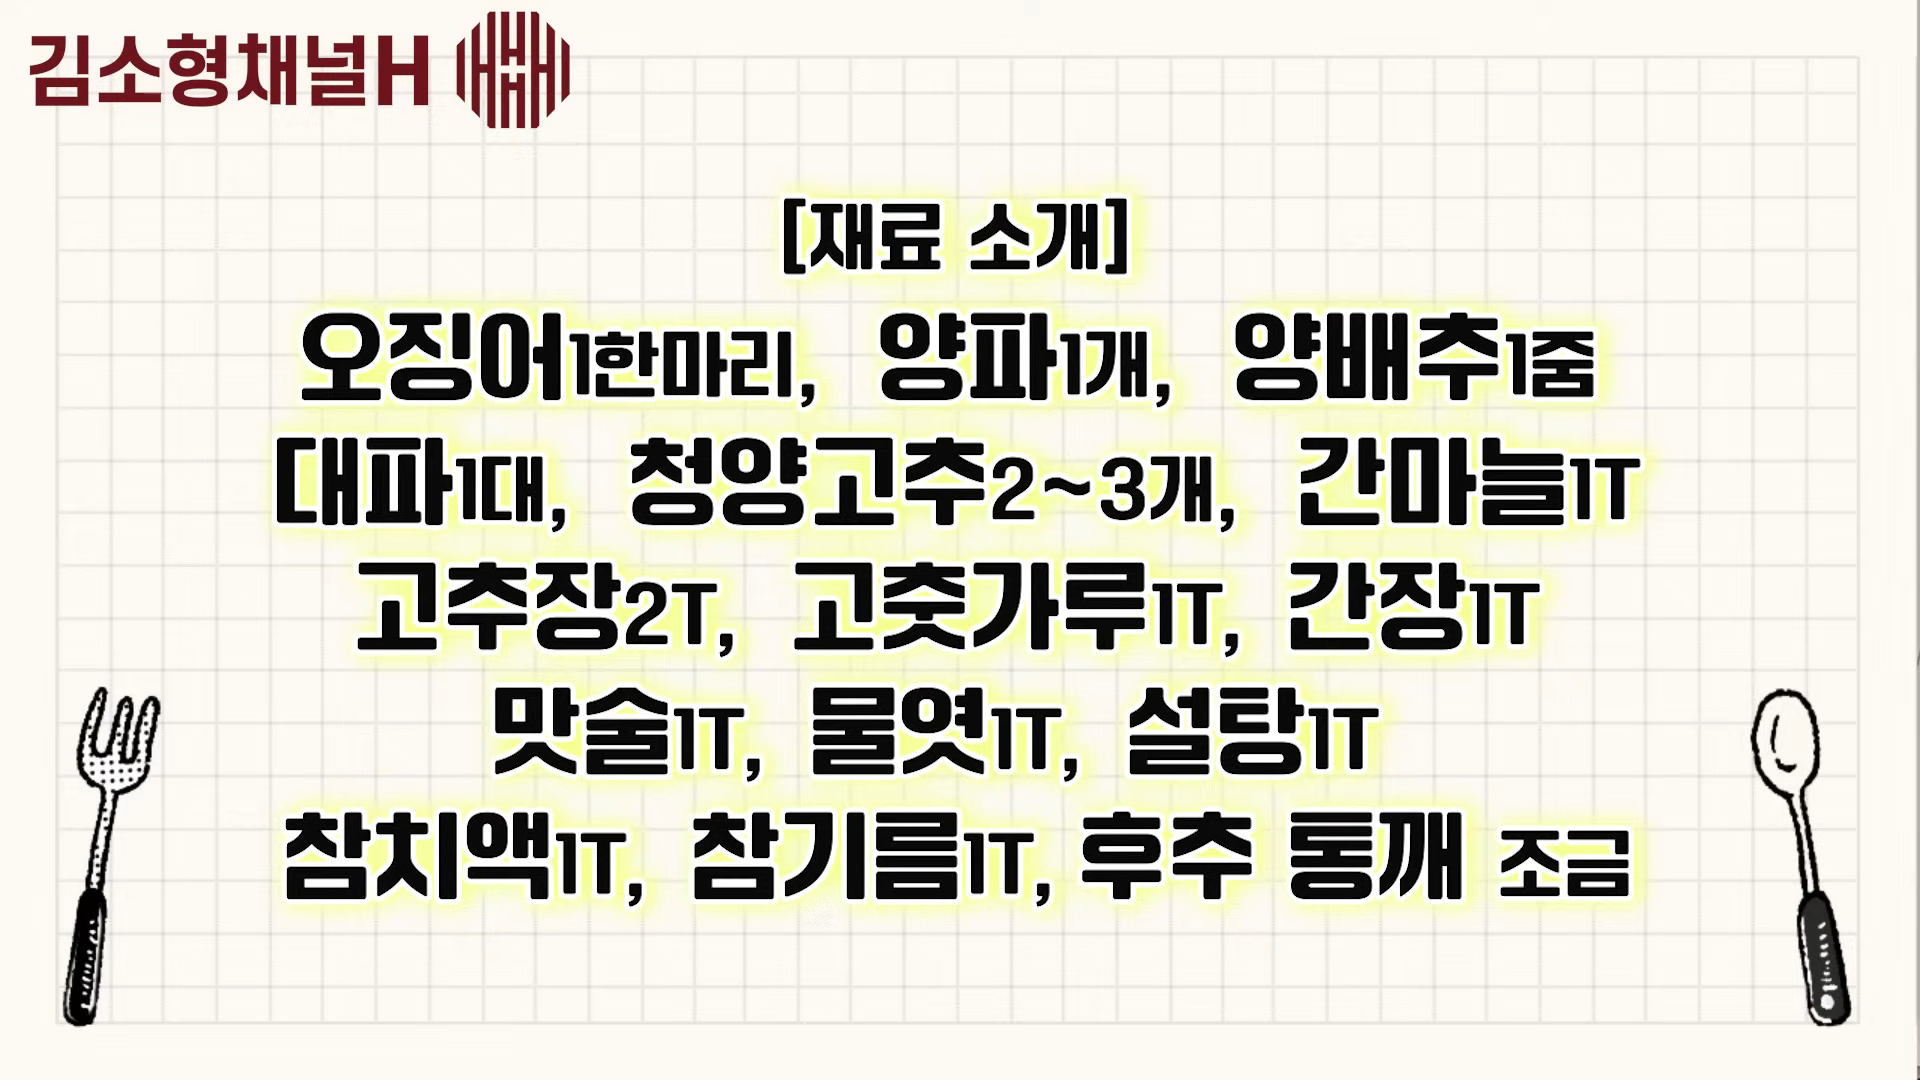 김소형채널H
[재료 소개]
오징어1한마리, 양파1개, 양배추1줌
대파1대, 청양고추2~3개, 간마늘1T
고추장2T, 고춧가루1T, 간장1T
맛술1T, 물엿1T, 설탕1T
참치액1T, 참기름1T, 후추 통깨 조금